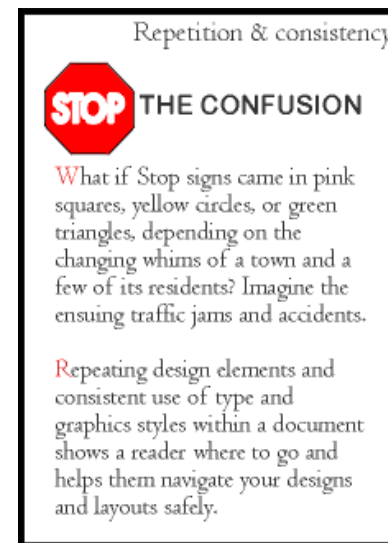 Repetition & consistency
STOP THE CONFUSION
What if Stop signs came in pink
squares, yellow circles, or green
triangles, depending on the
changing whims of a town and a
few of its residents? Imagine the
ensuing traffic jams and accidents.
Repeating design elements and
consistent use of type and
graphics styles within a document
shows a reader where to go and
helps them navigate your designs
and layouts safely.